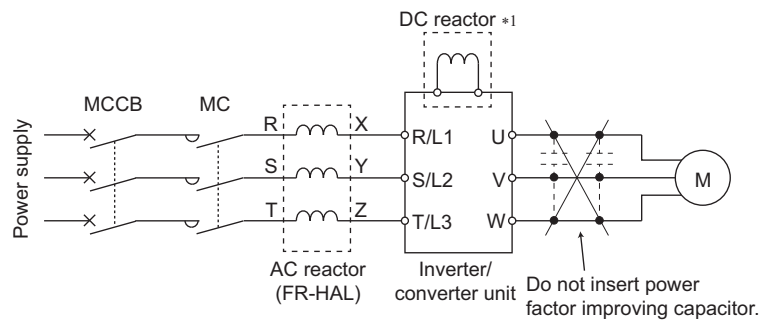 DC reactor *1
MCCB
MC
R
X
R/L1
U
S
Y
S/L2
V
M
T
Z
T/L3
W
Power supply
AC reactor
(FR-HAL)
Inverter/
converter unit
Do not insert power
factor improving capacitor.